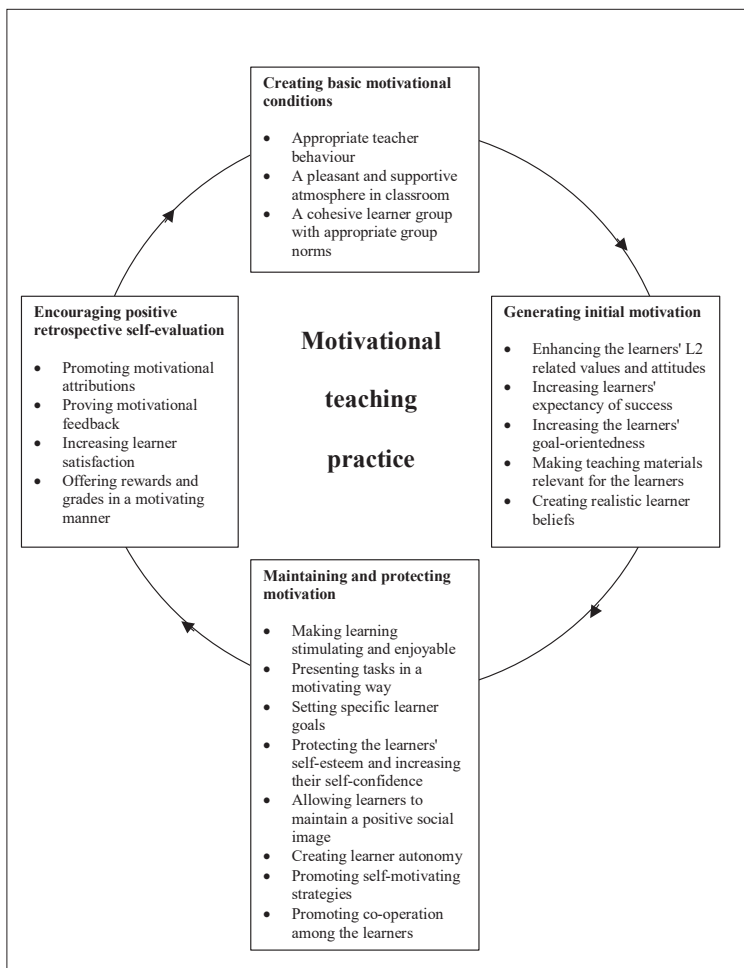 Creating basic motivational
conditions
• Appropriate teacher
behaviour
• A pleasant and supportive
atmosphere in classroom
• A cohesive learner group
with appropriate group
norms
Encouraging positive
retrospective self-evaluation
• Promoting motivational
attributions
• Proving motivational
feedback
• Increasing learner
satisfaction
• Offering rewards and
grades in a motivating
manner
Motivational
teaching
practice
Generating initial motivation
• Enhancing the learners' L2
related values and attitudes
• Increasing learners'
expectancy of success
• Increasing the learners'
goal-orientedness
• Making teaching materials
relevant for the learners
• Creating realistic learner
beliefs
Maintaining and protecting
motivation
• Making learning
stimulating and enjoyable
• Presenting tasks in a
motivating way
• Setting specific learner
goals
• Protecting the learners'
self-esteem and increasing
their self-confidence
• Allowing learners to
maintain a positive social
image
• Creating learner autonomy
• Promoting self-motivating
strategies
• Promoting co-operation
among the learners